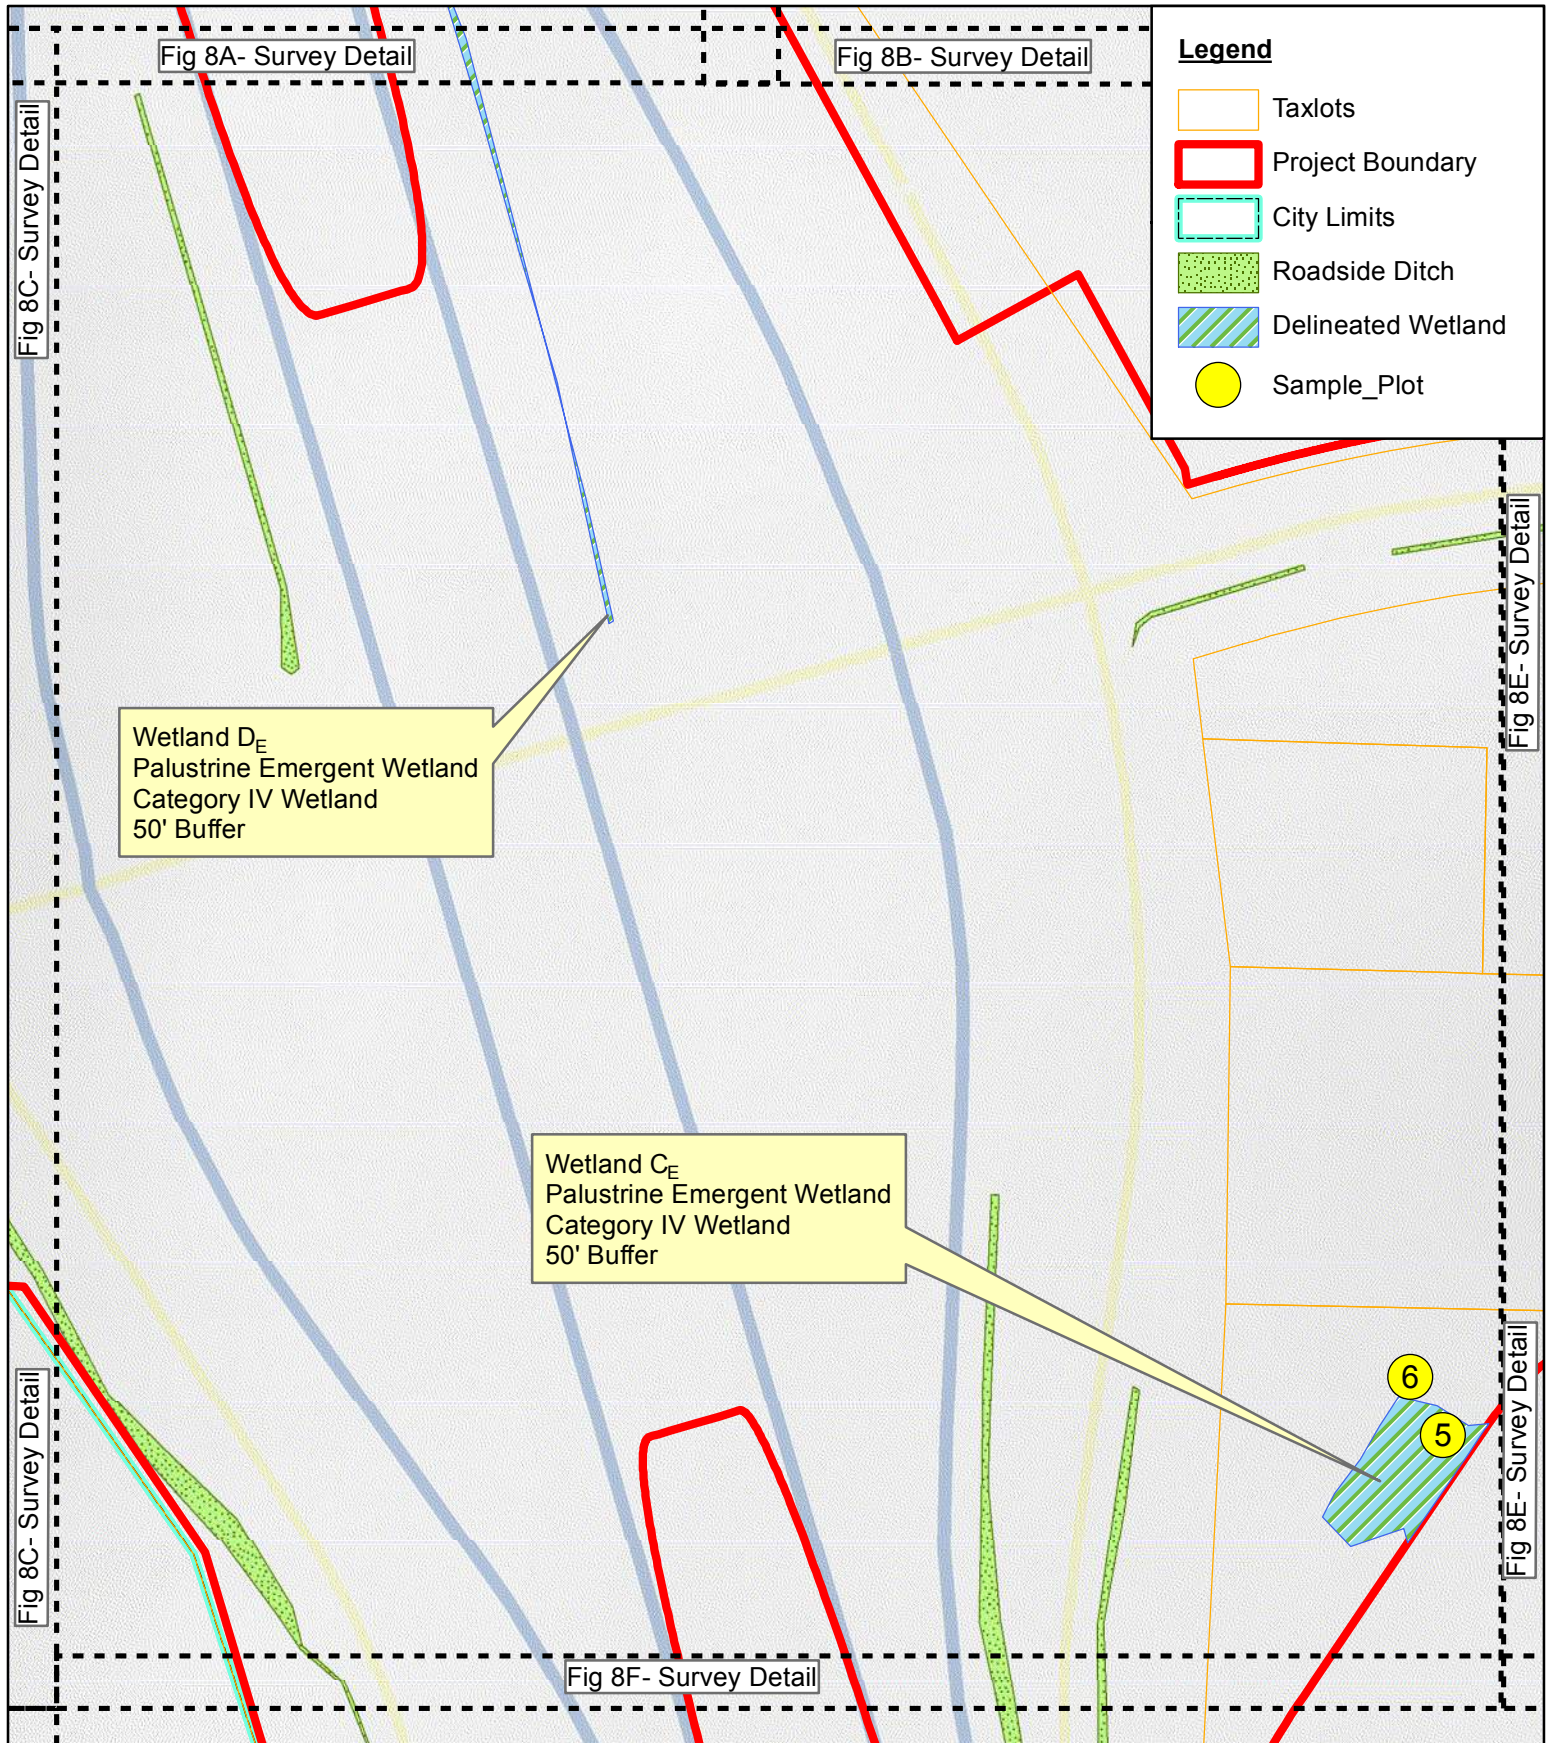 Fig 8A- Survey Detail
Fig 8B- Survey Detail
Legend
Taxlots
Project Boundary
City Limits
Roadside Ditch
Delineated Wetland
Sample_Plot
Fig 8C- Survey Detail
Fig 8E- Survey Detail
Wetland DE
Palustrine Emergent Wetland
Category IV Wetland
50' Buffer
Wetland CE
Palustrine Emergent Wetland
Category IV Wetland
50' Buffer
6
5
Fig 8C- Survey Detail
Fig 8E- Survey Detail
Fig 8F- Survey Detail